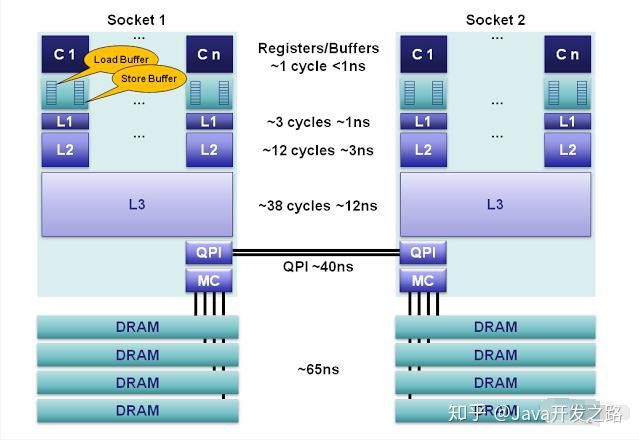 Socket 1
Socket 2
C 1
C n
Registers/Buffers
~1 cycle <1ns
C 1
C n
Load Buffer
Store Buffer
...
...
L1
L1
~3 cycles ~1ns
L1
L1
...
...
L2
L2
~12 cycles ~3ns
L2
L2
L3
~38 cycles ~12ns
L3
QPI
QPI ~40ns
QPI
MC
MC
DRAM
DRAM
DRAM
DRAM
~65ns
DRAM
DRAM
DRAM
DRAM
知乎 @Java开发之路